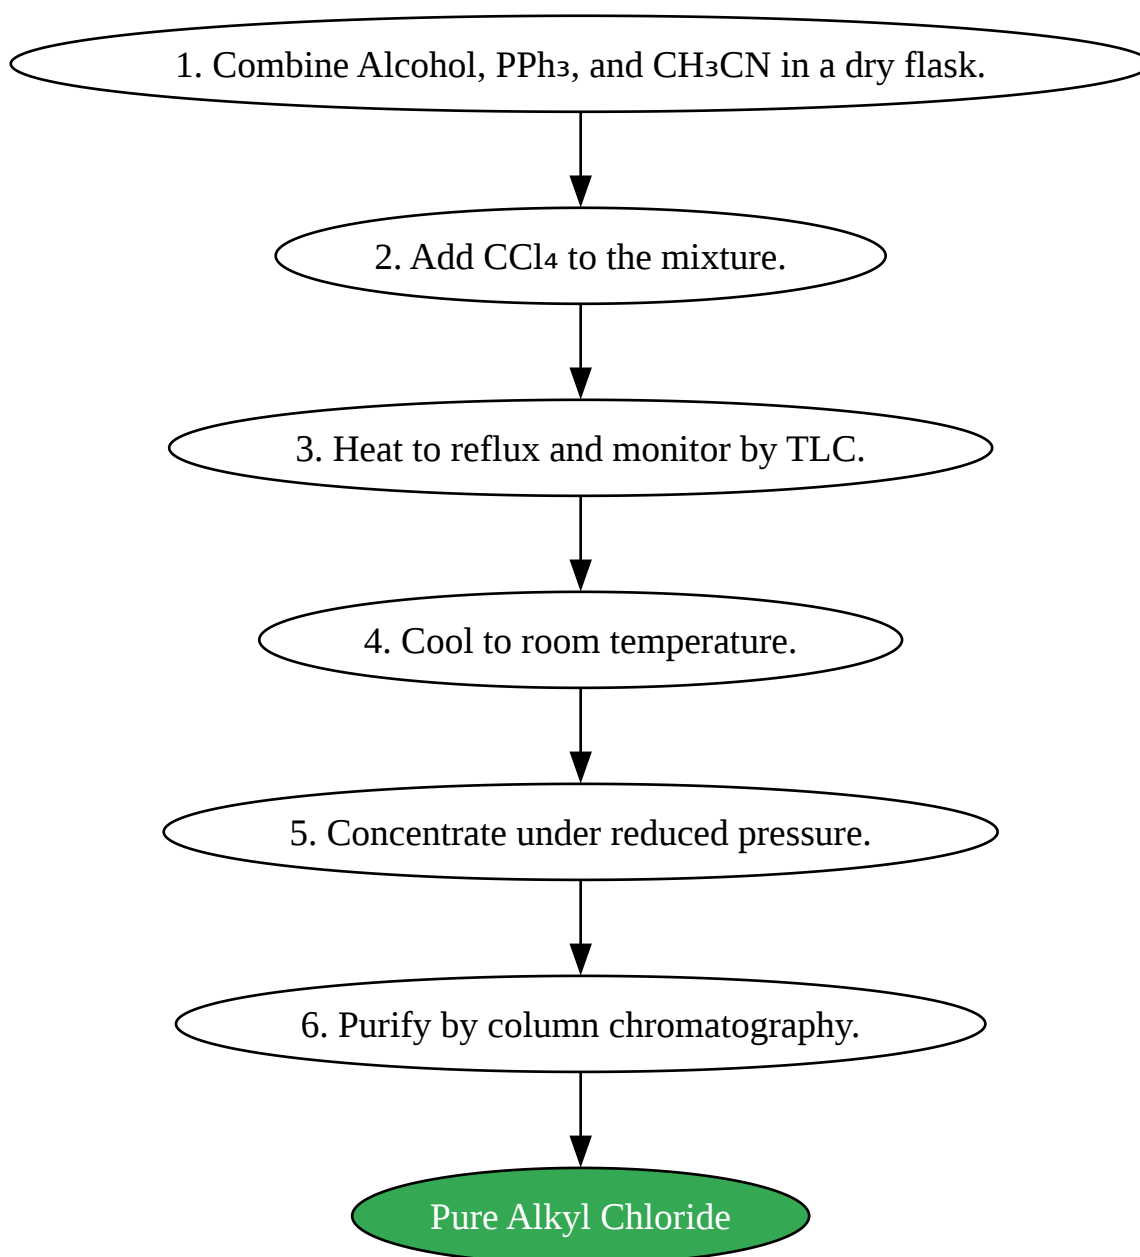 1. Combine Alcohol, PPh₃, and CH₃CN in a dry flask.
2. Add CCl₄ to the mixture.
3. Heat to reflux and monitor by TLC.
4. Cool to room temperature.
5. Concentrate under reduced pressure.
6. Purify by column chromatography.
Pure Alkyl Chloride